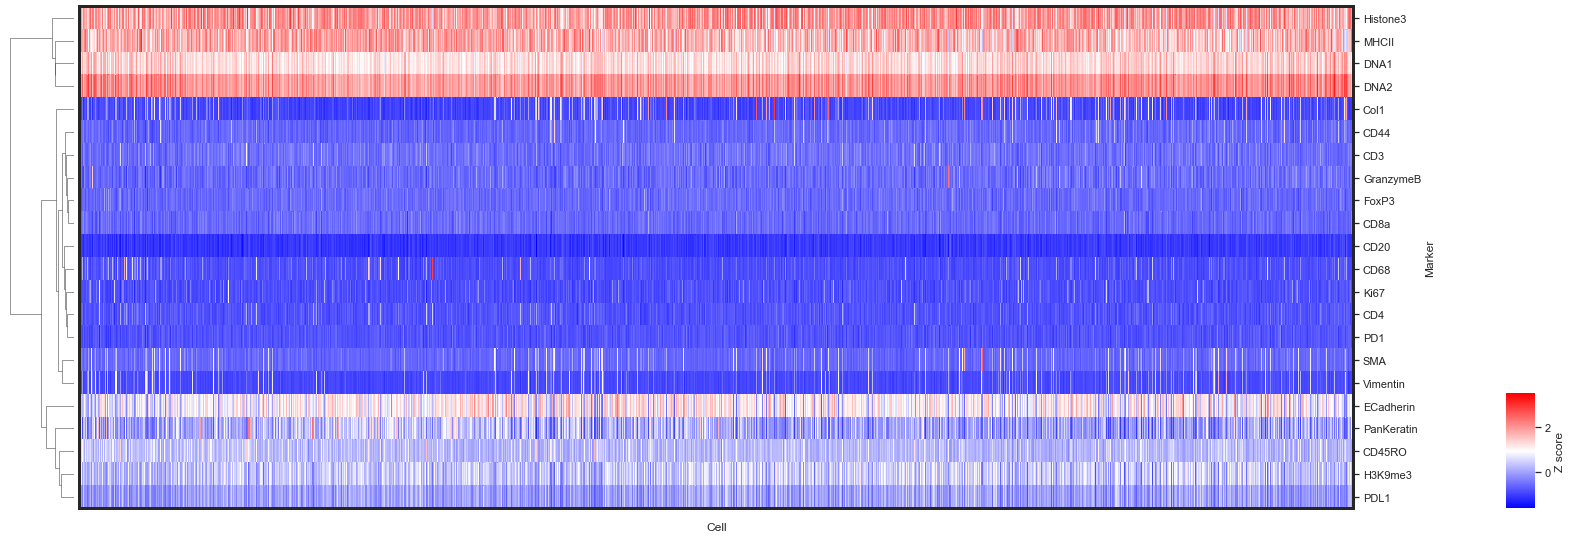 Histone3
MHCII
DNA1
DNA2
Col1
CD44
CD3
GranzymeB
FoxP3
CD8a
CD20
CD68
Ki67
CD4
PD1
SMA
Vimentin
ECadherin
PanKeratin
CD45RO
H3K9me3
PDL1
Marker
Cell
2
0
Z score